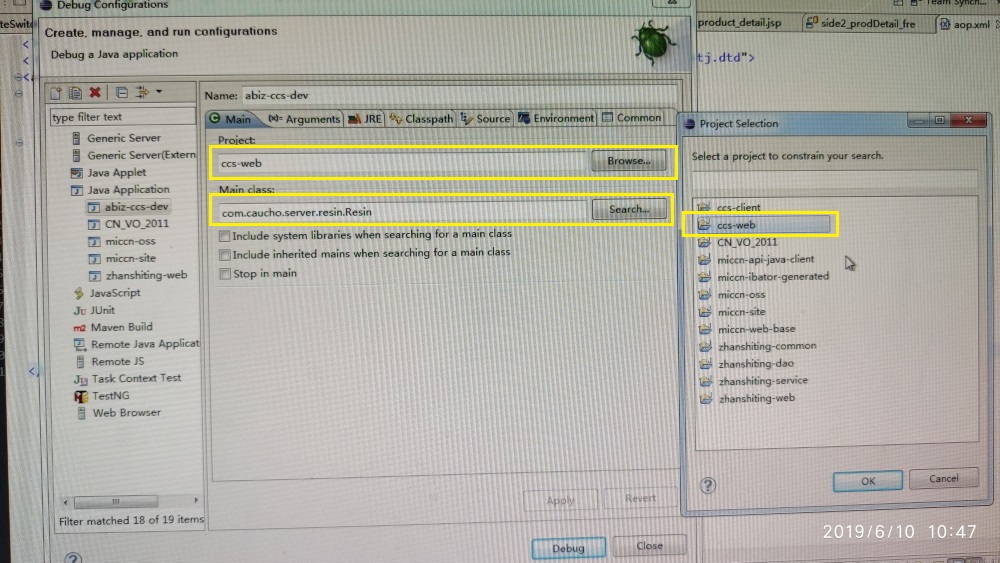 Debug Configurations
Create, manage, and run configurations
Debug a Java application
type filter text
Generic Server
Generic Server(Extern
Java Applet
Java Application
abiz-ccs-dev
CN_VO_2011
miccn-oss
miccn-site
zhanshiting-web
JavaScript
JUnit
Maven Build
Remote Java Applicat
Remote JS
Task Context Test
TestNG
Web Browser
Filter matched 18 of 19 items
Name: abiz-ccs-dev
Main
(x)= Arguments
JRE
Classpath
Source
Environment
Common
Project:
ccs-web
Browse...
Main class:
com.caucho.server.resin.Resin
Search...
Include system libraries when searching for a main class
Include inherited mains when searching for a main class
Stop in main
Apply
Revert
Debug
Close
product_detail.jsp
side2_prodDetail_fre
aop.xml
tj.dtd">
Project Selection
Select a project to constrain your search.
ccs-client
ccs-web
CN_VO_2011
miccn-api-java-client
miccn-ibator-generated
miccn-oss
miccn-site
miccn-web-base
zhanshiting-common
zhanshiting-dao
zhanshiting-service
zhanshiting-web
OK
Cancel
2019/6/10 10:47